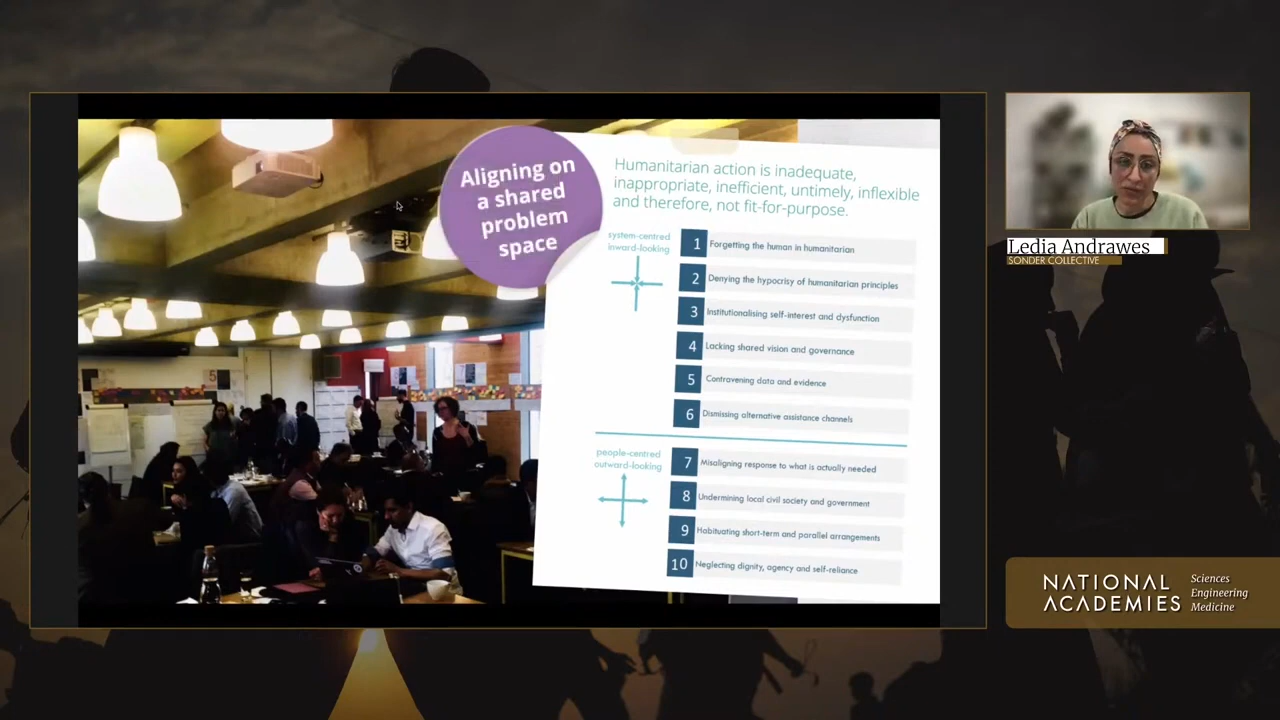 Aligning on
a shared
problem
space
Humanitarian action is inadequate,
inappropriate, inefficient, untimely, inflexible
and therefore, not fit-for-purpose.
system-centred
inward-looking
1 Forgetting the human in humanitarian
2 Denying the hypocrisy of humanitarian principles
3 Institutionalising self-interest and dysfunction
4 Lacking shared vision and governance
5 Contravening data and evidence
6 Dismissing alternative assistance channels
people-centred
outward-looking
7 Misaligning response to what is actually needed
8 Undermining local civil society and government
9 Habituating short-term and parallel arrangements
10 Neglecting dignity, agency and self-reliance
5
Ledia Andrawes
SONDER COLLECTIVE
NATIONAL
ACADEMIES
Sciences
Engineering
Medicine